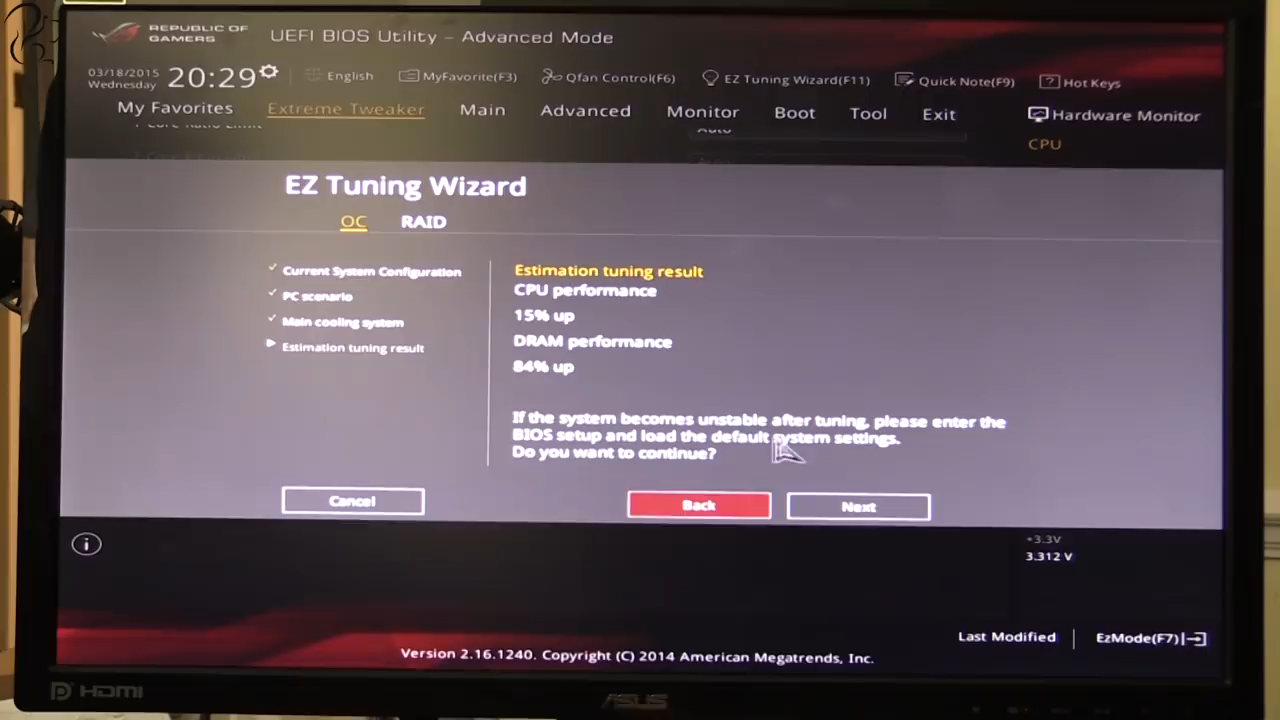 REPUBLIC OF
GAMERS
UEFI BIOS Utility – Advanced Mode
03/18/2015
Wednesday
20:29
English
MyFavorite(F3)
Qfan Control(F6)
EZ Tuning Wizard(F11)
Quick Note(F9)
? Hot Keys
My Favorites
Extreme Tweaker
Main
Advanced
Monitor
Boot
Tool
Exit
Hardware Monitor
Auto
CPU
EZ Tuning Wizard
OC
RAID
Current System Configuration
PC scenario
Main cooling system
Estimation tuning result
Estimation tuning result
CPU performance
15% up
DRAM performance
84% up
If the system becomes unstable after tuning, please enter the
BIOS setup and load the default system settings.
Do you want to continue?
Cancel
Back
Next
+3.3V
3.312 V
Last Modified
EzMode(F7)
Version 2.16.1240. Copyright (C) 2014 American Megatrends, Inc.
HDMI
ASUS